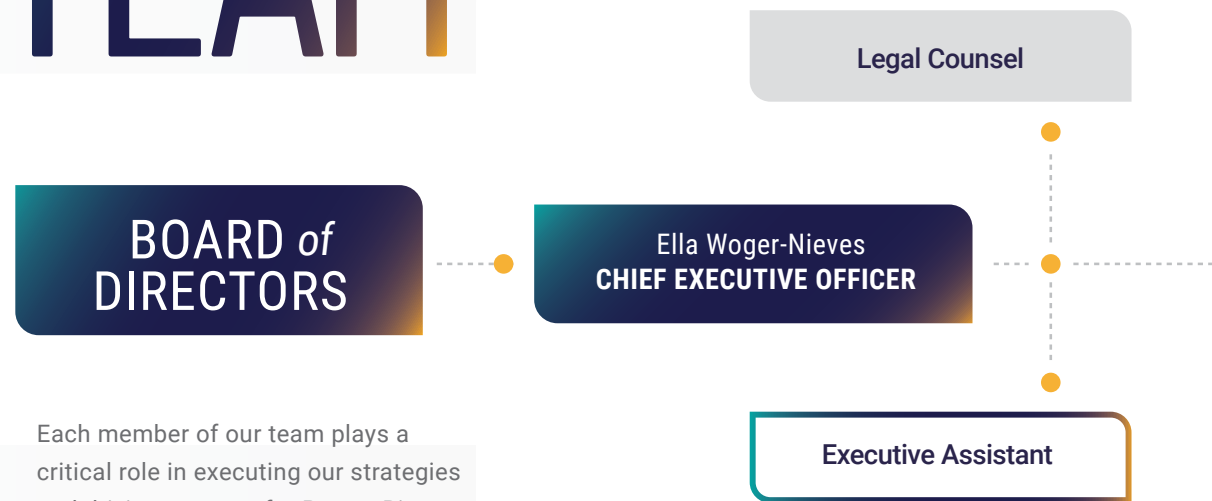 TEAM
Legal Counsel
BOARD of
DIRECTORS
Ella Woger-Nieves
CHIEF EXECUTIVE OFFICER
Each member of our team plays a
critical role in executing our strategies
Executive Assistant